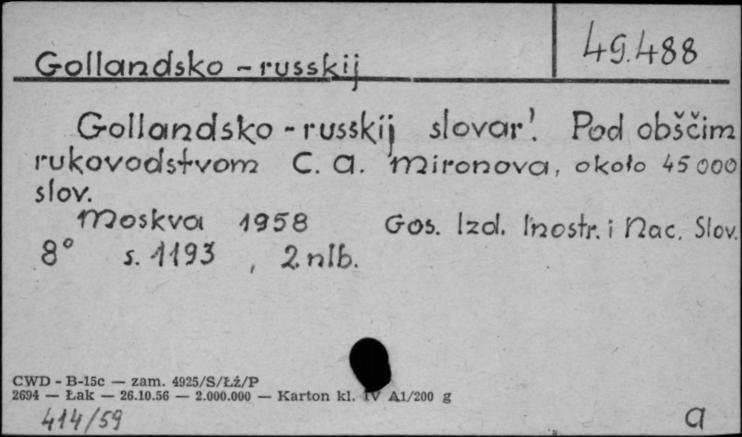 49.488
Gollandsko - russkij
Gollandsko - russkij slovar'. Pod obščim
rukovodstvom C. A. Mironova, około 45 000
slov.
Moskva 1958 Gos. Izd. Inostr. i Nac. Slov.
8° s. 1193 , 2 nlb.
CWD - B-15c — zam. 4925/S/Łź/P
2694 — Łak — 26.10.56 — 2.000.000 — Karton kl. IV A1/200 g
414/59
a